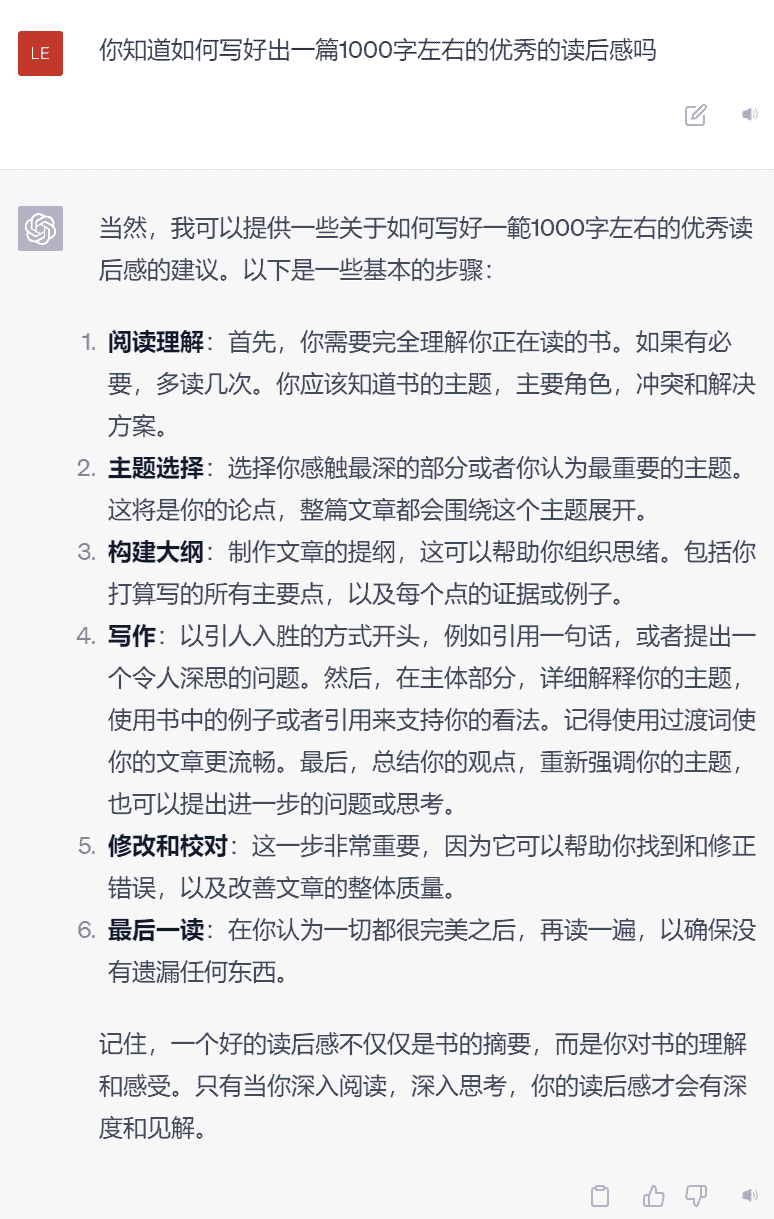 LE
你知道如何写好出一篇1000字左右的优秀的读后感吗
当然，我可以提供一些关于如何写好一範1000字左右的优秀读
后感的建议。以下是一些基本的步骤：
1. 阅读理解：首先，你需要完全理解你正在读的书。如果有必
要，多读几次。你应该知道书的主题，主要角色，冲突和解决
方案。
2. 主题选择：选择你感触最深的部分或者你认为最重要的主题。
这将是你的论点，整篇文章都会围绕这个主题展开。
3. 构建大纲：制作文章的提纲，这可以帮助你组织思绪。包括你
打算写的所有主要点，以及每个点的证据或例子。
4. 写作：以引人入胜的方式开头，例如引用一句话，或者提出一
个令人深思的问题。然后，在主体部分，详细解释你的主题，
使用书中的例子或者引用来支持你的看法。记得使用过渡词使
你的文章更流畅。最后，总结你的观点，重新强调你的主题，
也可以提出进一步的问题或思考。
5. 修改和校对：这一步非常重要，因为它可以帮助你找到和修正
错误，以及改善文章的整体质量。
6. 最后一读：在你认为一切都很完美之后，再读一遍，以确保没
有遗漏任何东西。
记住，一个好的读后感不仅仅是书的摘要，而是你对书的理解
和感受。只有当你深入阅读，深入思考，你的读后感才会有深
度和见解。